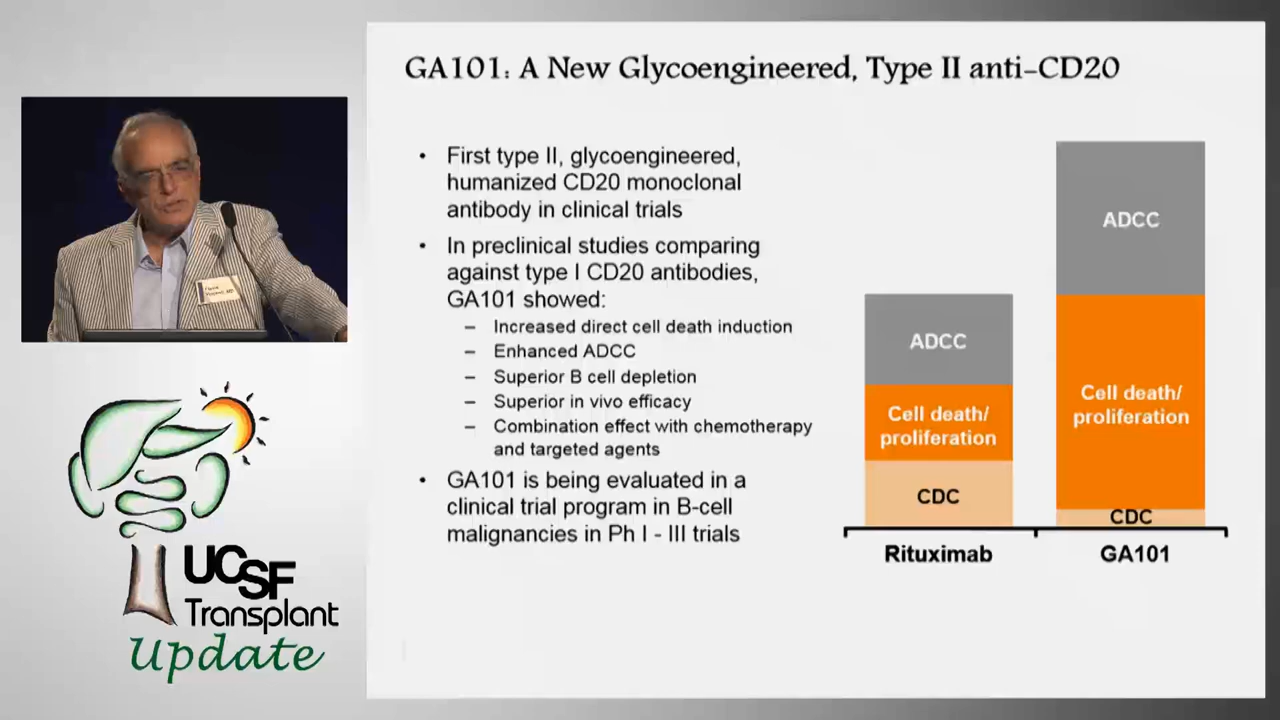 GA101: A New Glycoengineered, Type II anti-CD20
• First type II, glycoengineered,
humanized CD20 monoclonal
antibody in clinical trials
• In preclinical studies comparing
against type I CD20 antibodies,
GA101 showed:
– Increased direct cell death induction
– Enhanced ADCC
– Superior B cell depletion
– Superior in vivo efficacy
– Combination effect with chemotherapy
and targeted agents
• GA101 is being evaluated in a
clinical trial program in B-cell
malignancies in Ph I - III trials
ADCC
Cell death/
proliferation
CDC
Rituximab
ADCC
Cell death/
proliferation
CDC
GA101
UCSF
Transplant
Update